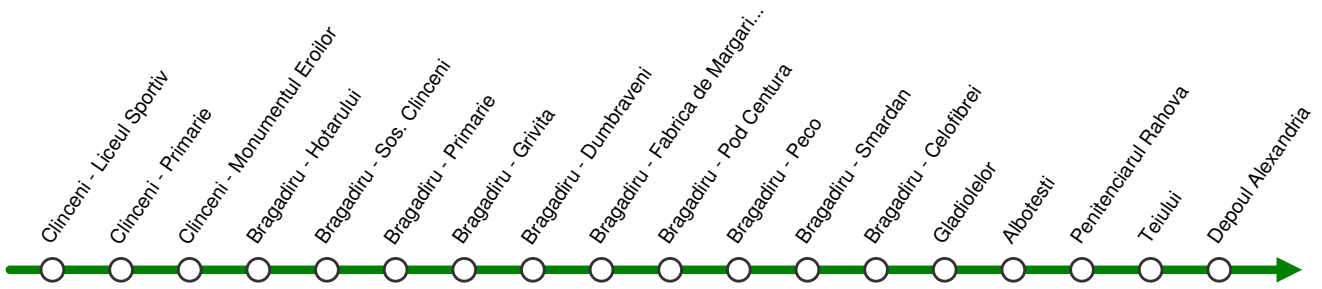 Clinceni - Liceul Sportiv
Clinceni - Primarie
Clinceni - Monumentul Eroilor
Bragadiru - Hotarului
Bragadiru - Sos. Clinceni
Bragadiru - Primarie
Bragadiru - Grivita
Bragadiru - Dumbraveni
Bragadiru - Fabrica de Margari...
Bragadiru - Pod Centura
Bragadiru - Peco
Bragadiru - Smardan
Bragadiru - Celofibrei
Gladiolelor
Albotesti
Penitenciarul Rahova
Teiului
Depoul Alexandria